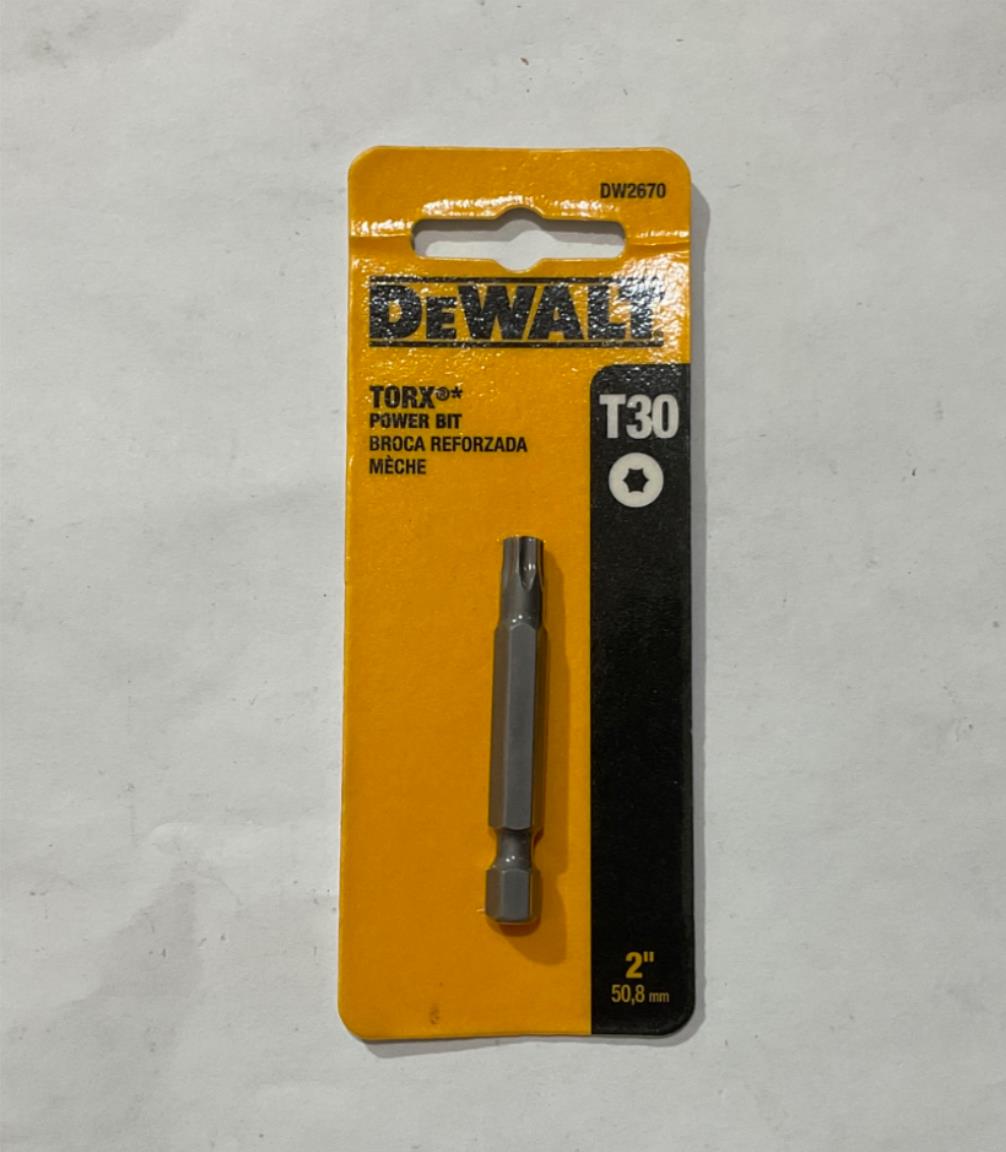 DW2670
DEWALT
TORX®*
POWER BIT
BROCA REFORZADA
MÈCHE
T30
2"
50,8 mm